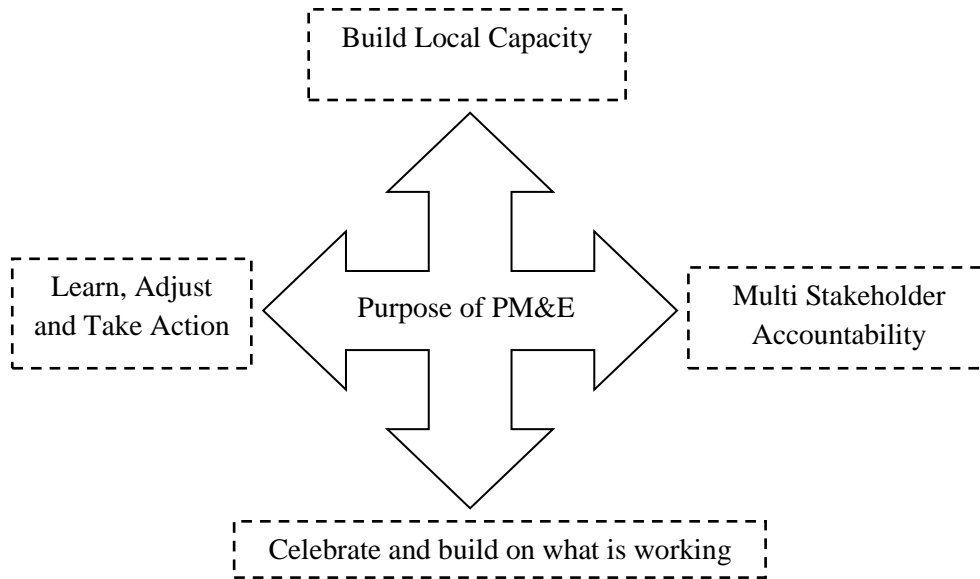 Build Local Capacity
Learn, Adjust
and Take Action
Purpose of PM&E
Multi Stakeholder
Accountability
Celebrate and build on what is working